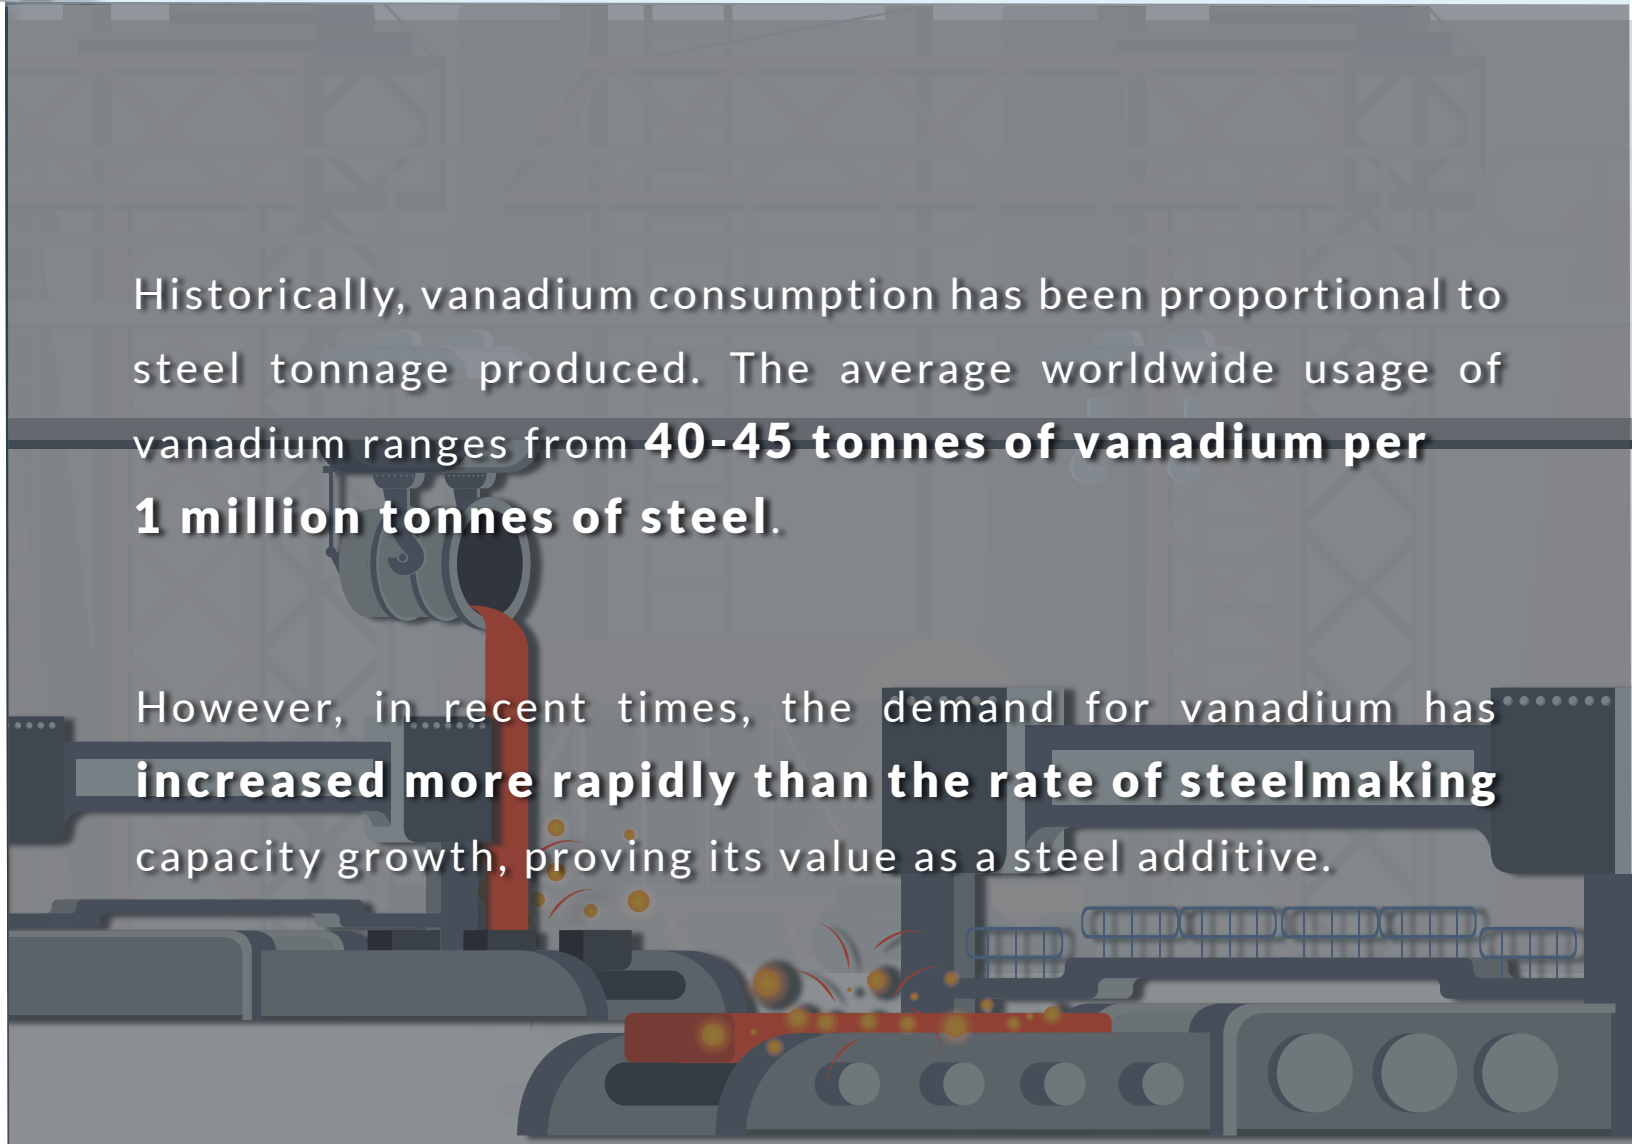 Historically, vanadium consumption has been proportional to
steel tonnage produced. The average worldwide usage of
vanadium ranges from 40-45 tonnes of vanadium per
1 million tonnes of steel.
However, in recent times, the demand for vanadium has
increased more rapidly than the rate of steelmaking
capacity growth, proving its value as a steel additive.